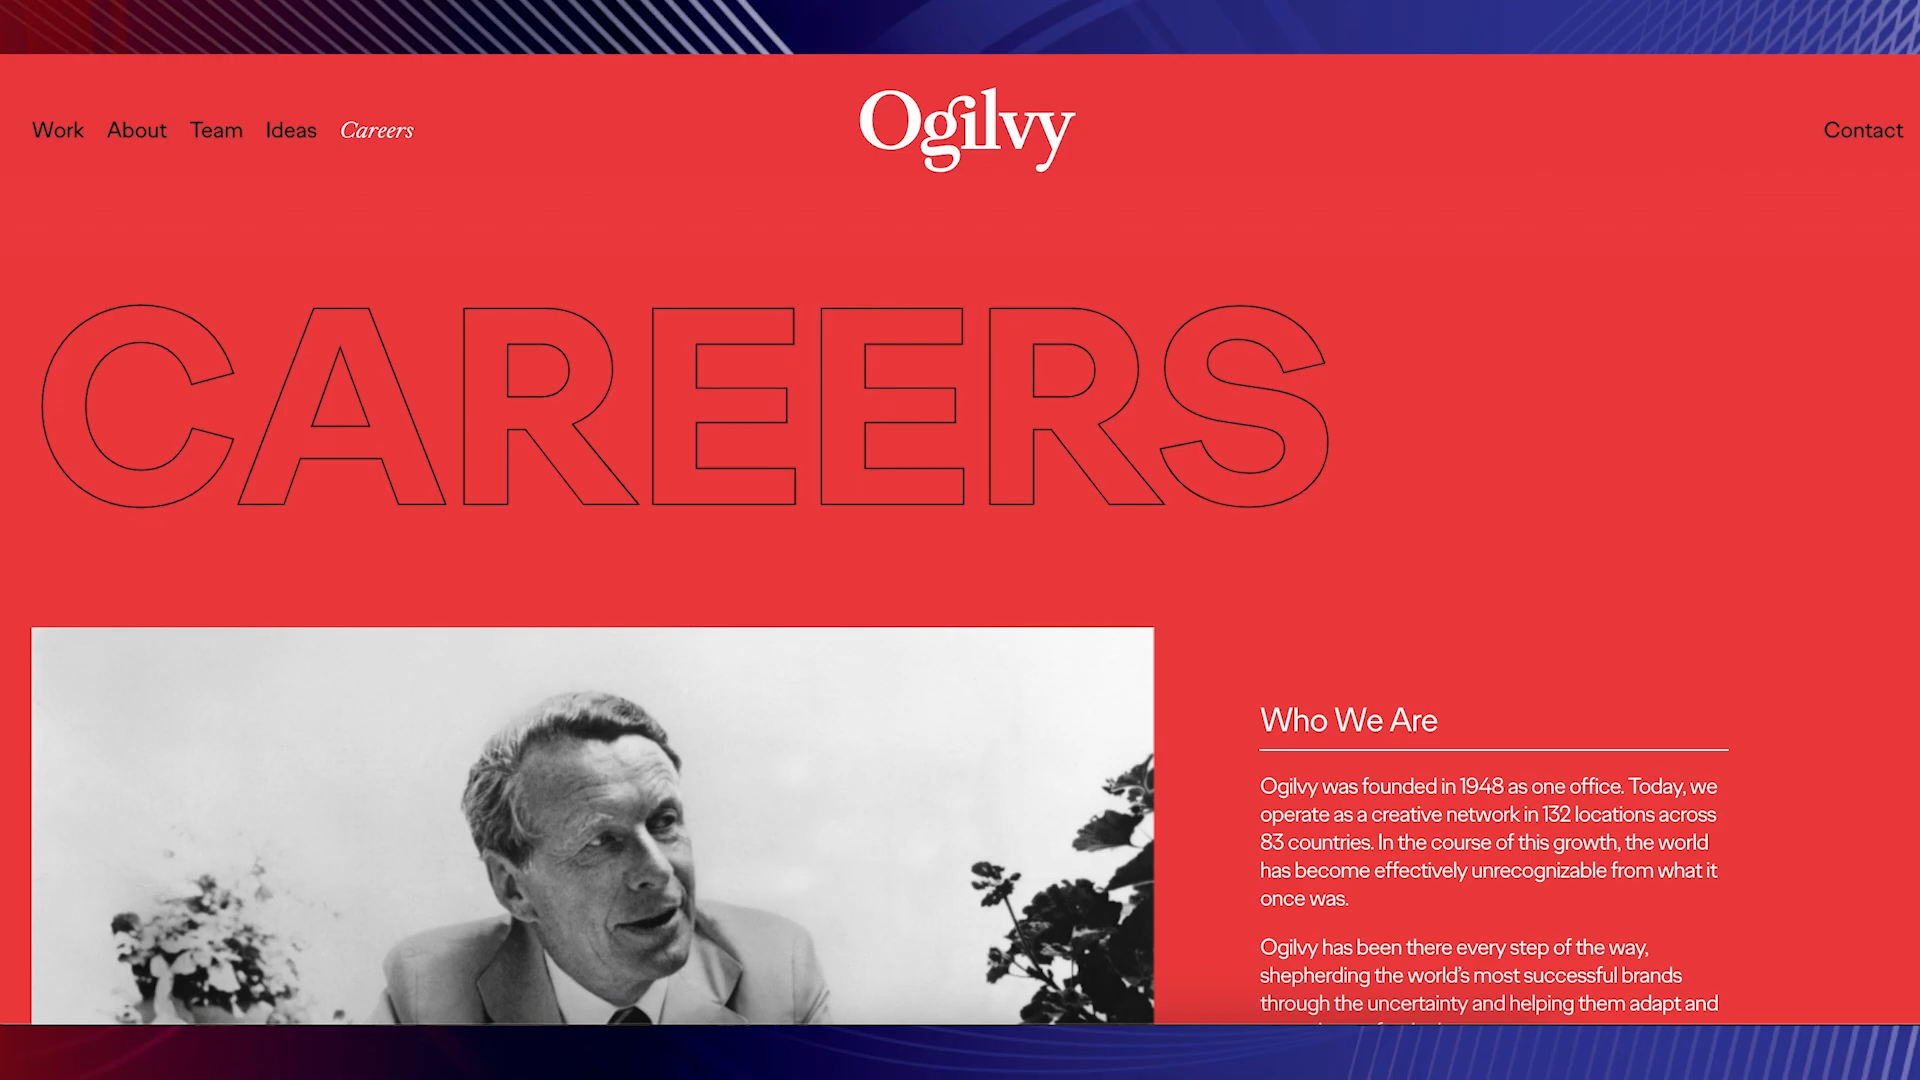 Work About Team Ideas Careers
Ogilvy
Contact
CAREERS
Who We Are
Ogilvy was founded in 1948 as one office. Today, we
operate as a creative network in 132 locations across
83 countries. In the course of this growth, the world
has become effectively unrecognizable from what it
once was.
Ogilvy has been there every step of the way,
shepherding the world’s most successful brands
through the uncertainty and helping them adapt and